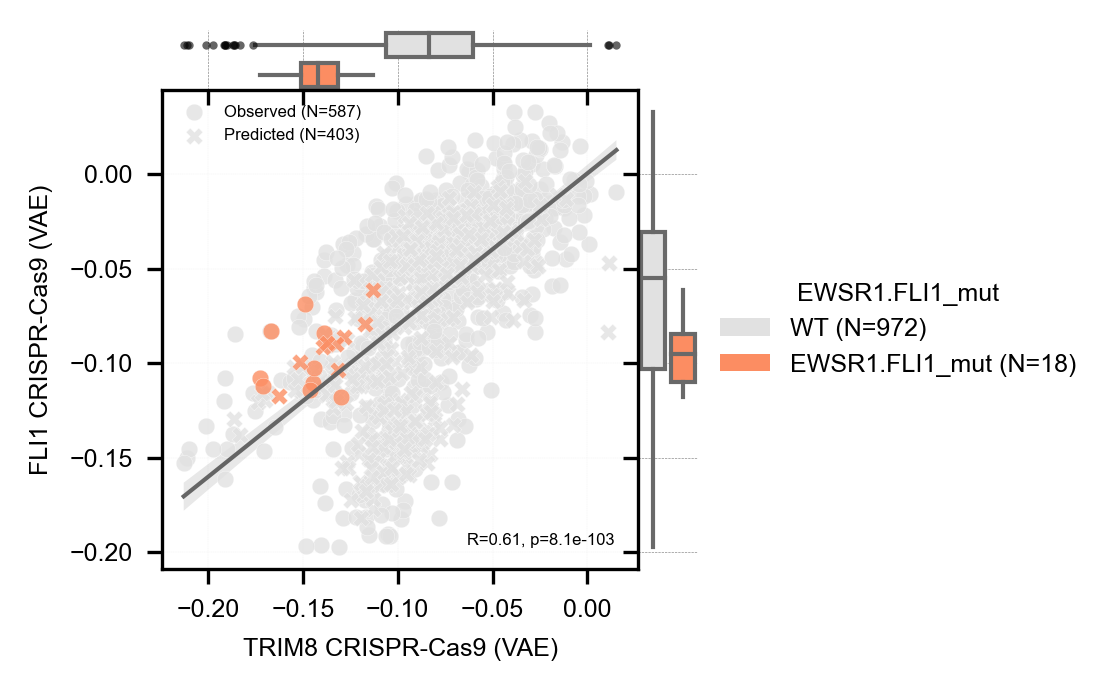 Observed (N=587)
Predicted (N=403)
0.00
−0.05
−0.10
−0.15
−0.20
FLI1 CRISPR-Cas9 (VAE)
R=0.61, p=8.1e-103
−0.20
−0.15
−0.10
−0.05
0.00
TRIM8 CRISPR-Cas9 (VAE)
EWSR1.FLI1_mut
WT (N=972)
EWSR1.FLI1_mut (N=18)